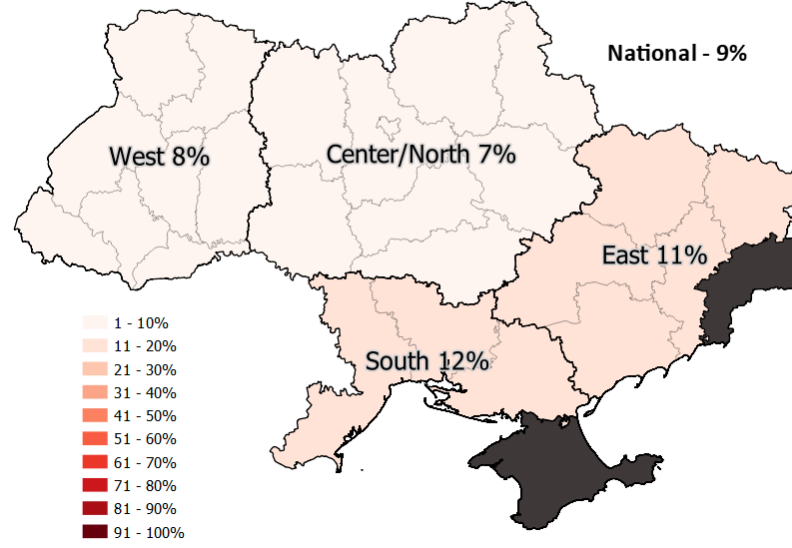 National - 9%
West 8%
Center/North 7%
East 11%
South 12%
1 - 10%
11 - 20%
21 - 30%
31 - 40%
41 - 50%
51 - 60%
61 - 70%
71 - 80%
81 - 90%
91 - 100%